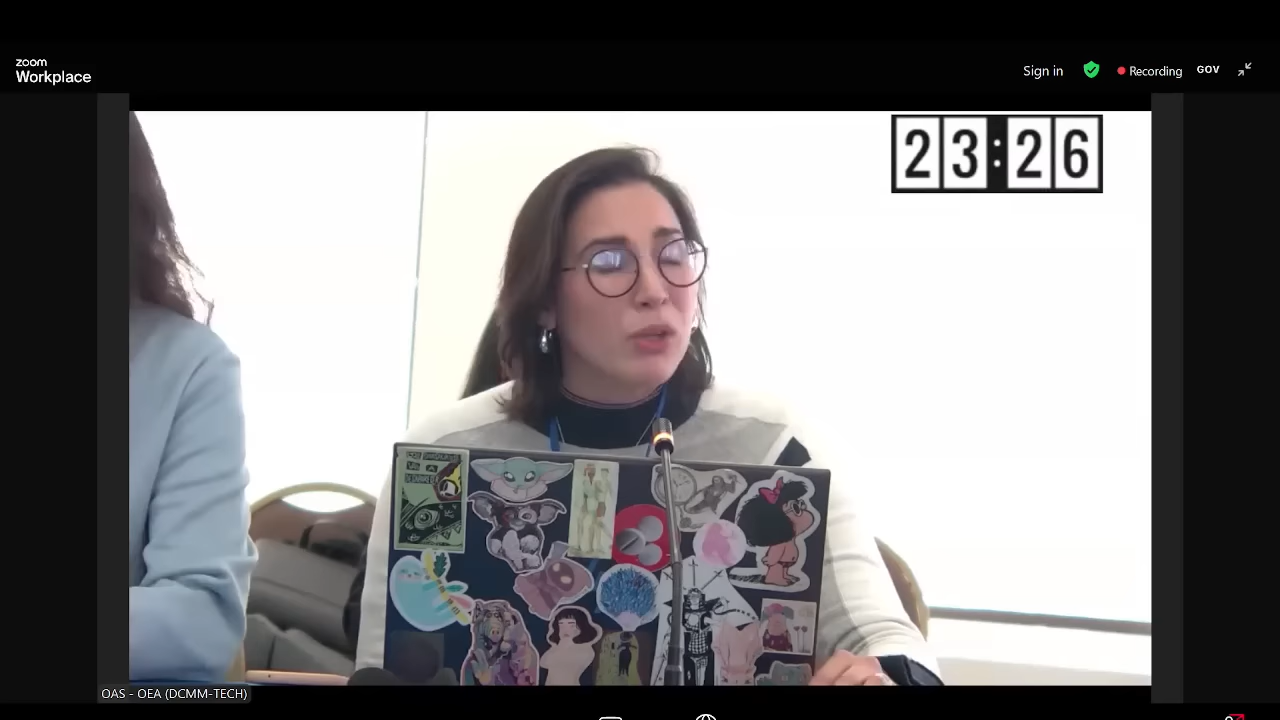 zoom
Workplace
Sign in
Recording
GOV
23:26
OAS - OEA (DCMM-TECH)